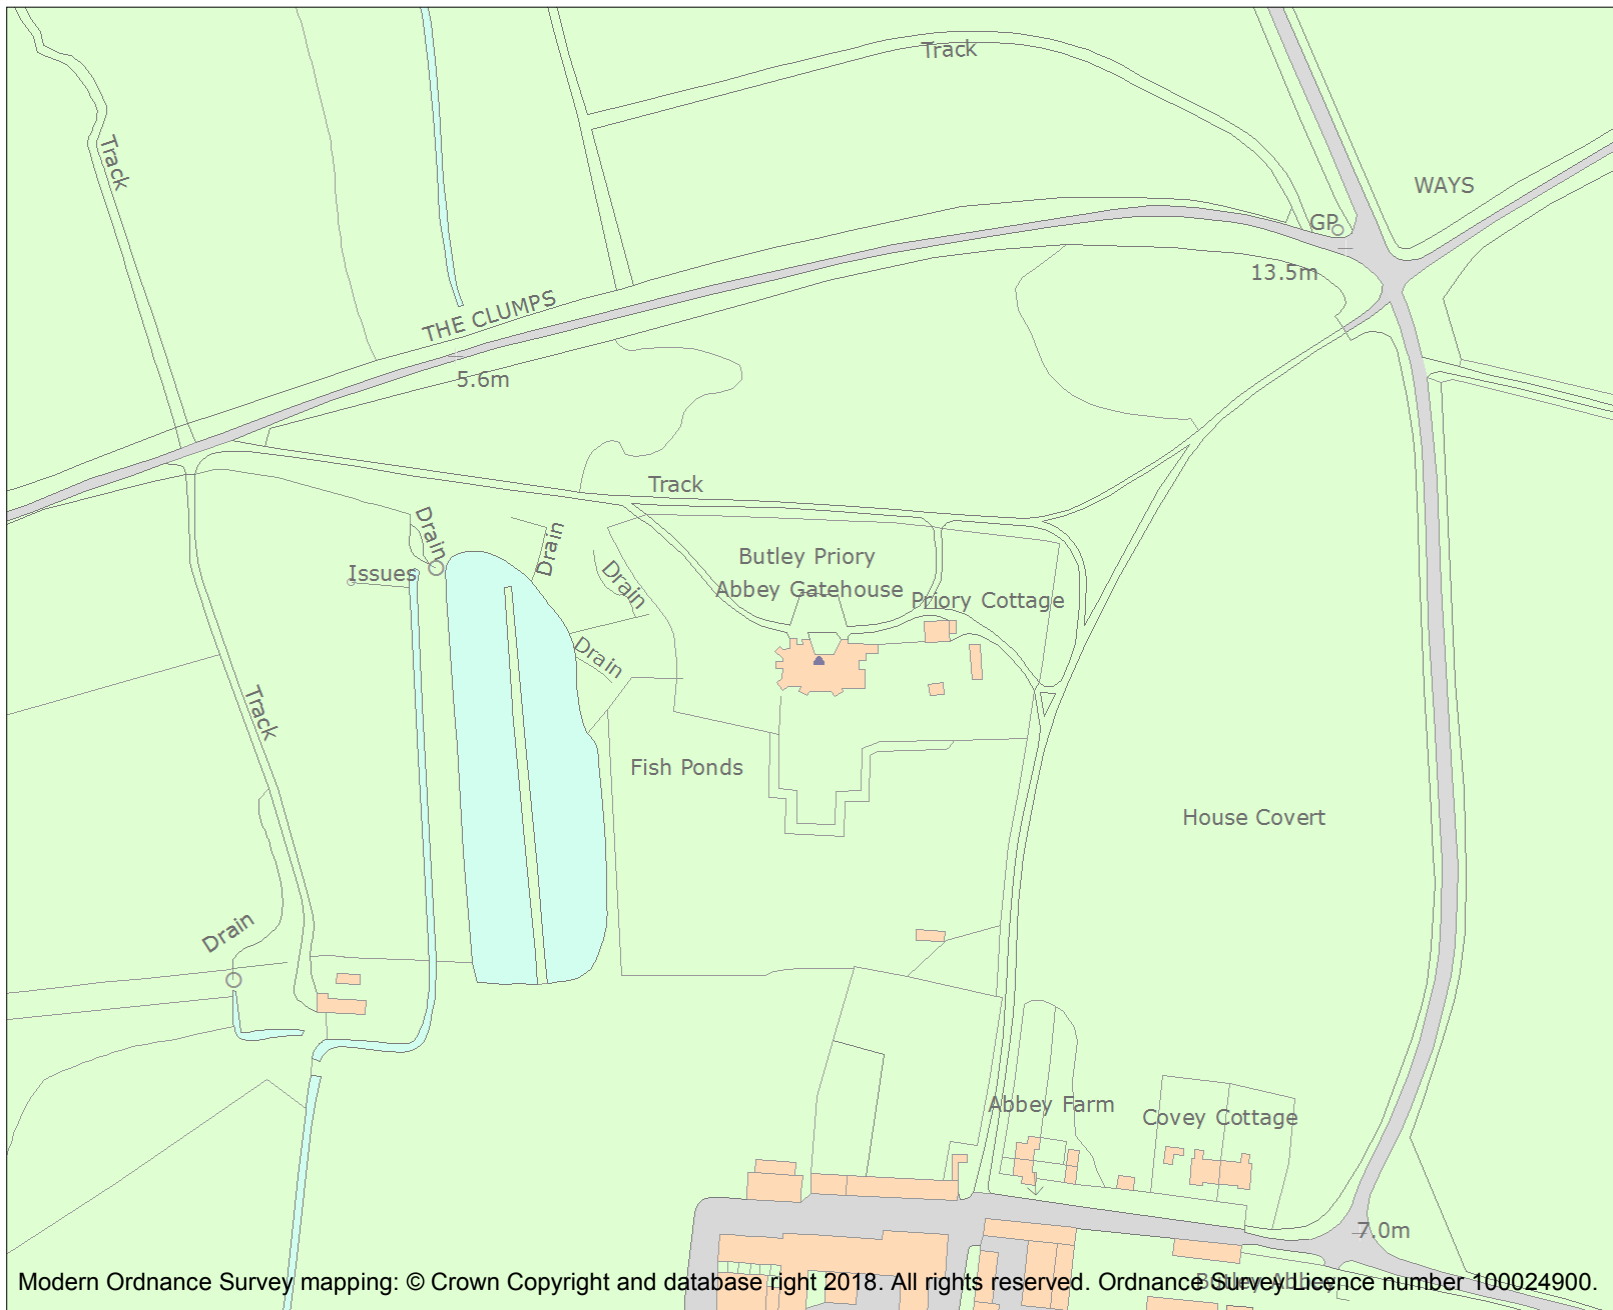 Track
Track
WAYS
GP
13.5m
THE CLUMPS
5.6m
Track
Drain
Drain
Butley Priory
Abbey Gatehouse
Issues
Drain
Priory Cottage
Drain
Track
Fish Ponds
House Covert
Drain
Abbey Farm
Covey Cottage
7.0m
Butley Abbey
Modern Ordnance Survey mapping: © Crown Copyright and database right 2018. All rights reserved. Ordnance Survey Licence number 100024900.